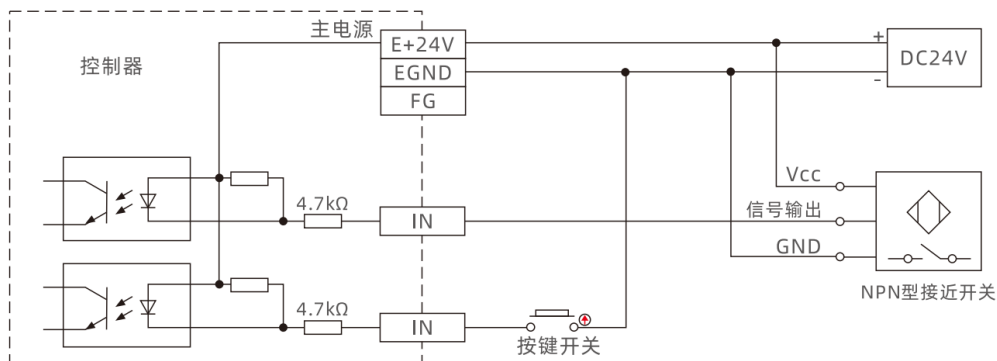 主电源
E+24V
+
DC24V
控制器
EGND
-
FG
Vcc
4.7kΩ
IN
信号输出
GND
NPN型接近开关
4.7kΩ
IN
按键开关